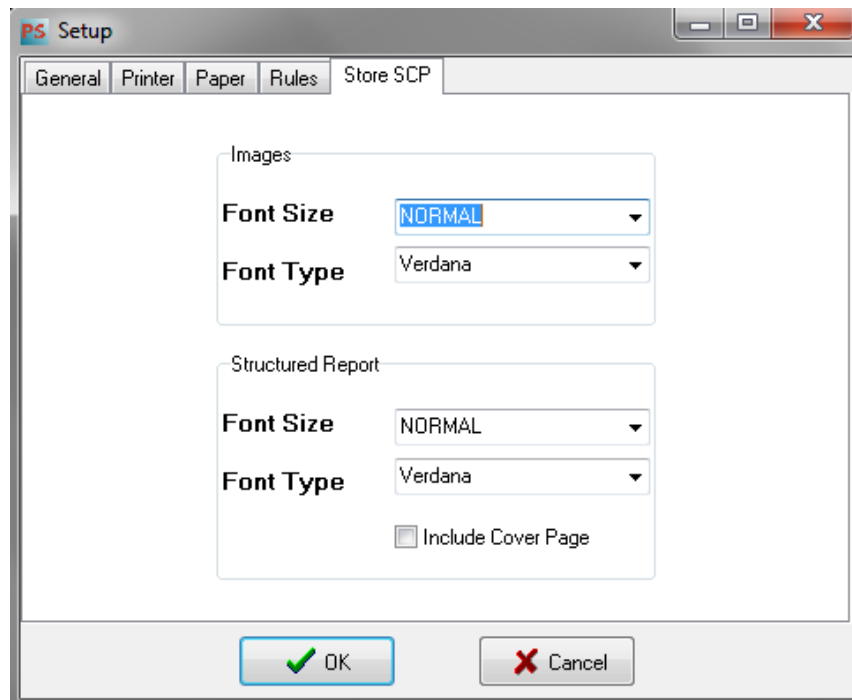 PS Setup
General Printer Paper Rules Store SCP
Images
Font Size NORMAL
Font Type Verdana
Structured Report
Font Size NORMAL
Font Type Verdana
Include Cover Page
OK Cancel